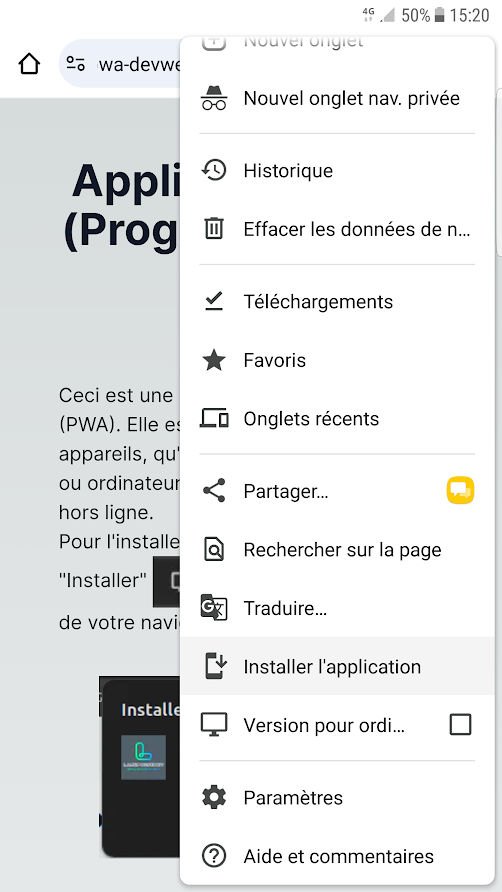 4G 50% 15:20
wa-devwe
Nouvel onglet
Nouvel onglet nav. privée
Historique
Effacer les données de n...
Téléchargements
Favoris
Onglets récents
Partager...
Rechercher sur la page
Traduire...
Installer l'application
Version pour ordi...
Paramètres
Aide et commentaires
Appli
(Prog
Ceci est une
(PWA). Elle es
appareils, qu'
ou ordinateur
hors ligne.
Pour l'installe
"Installer"
de votre navi
Installe